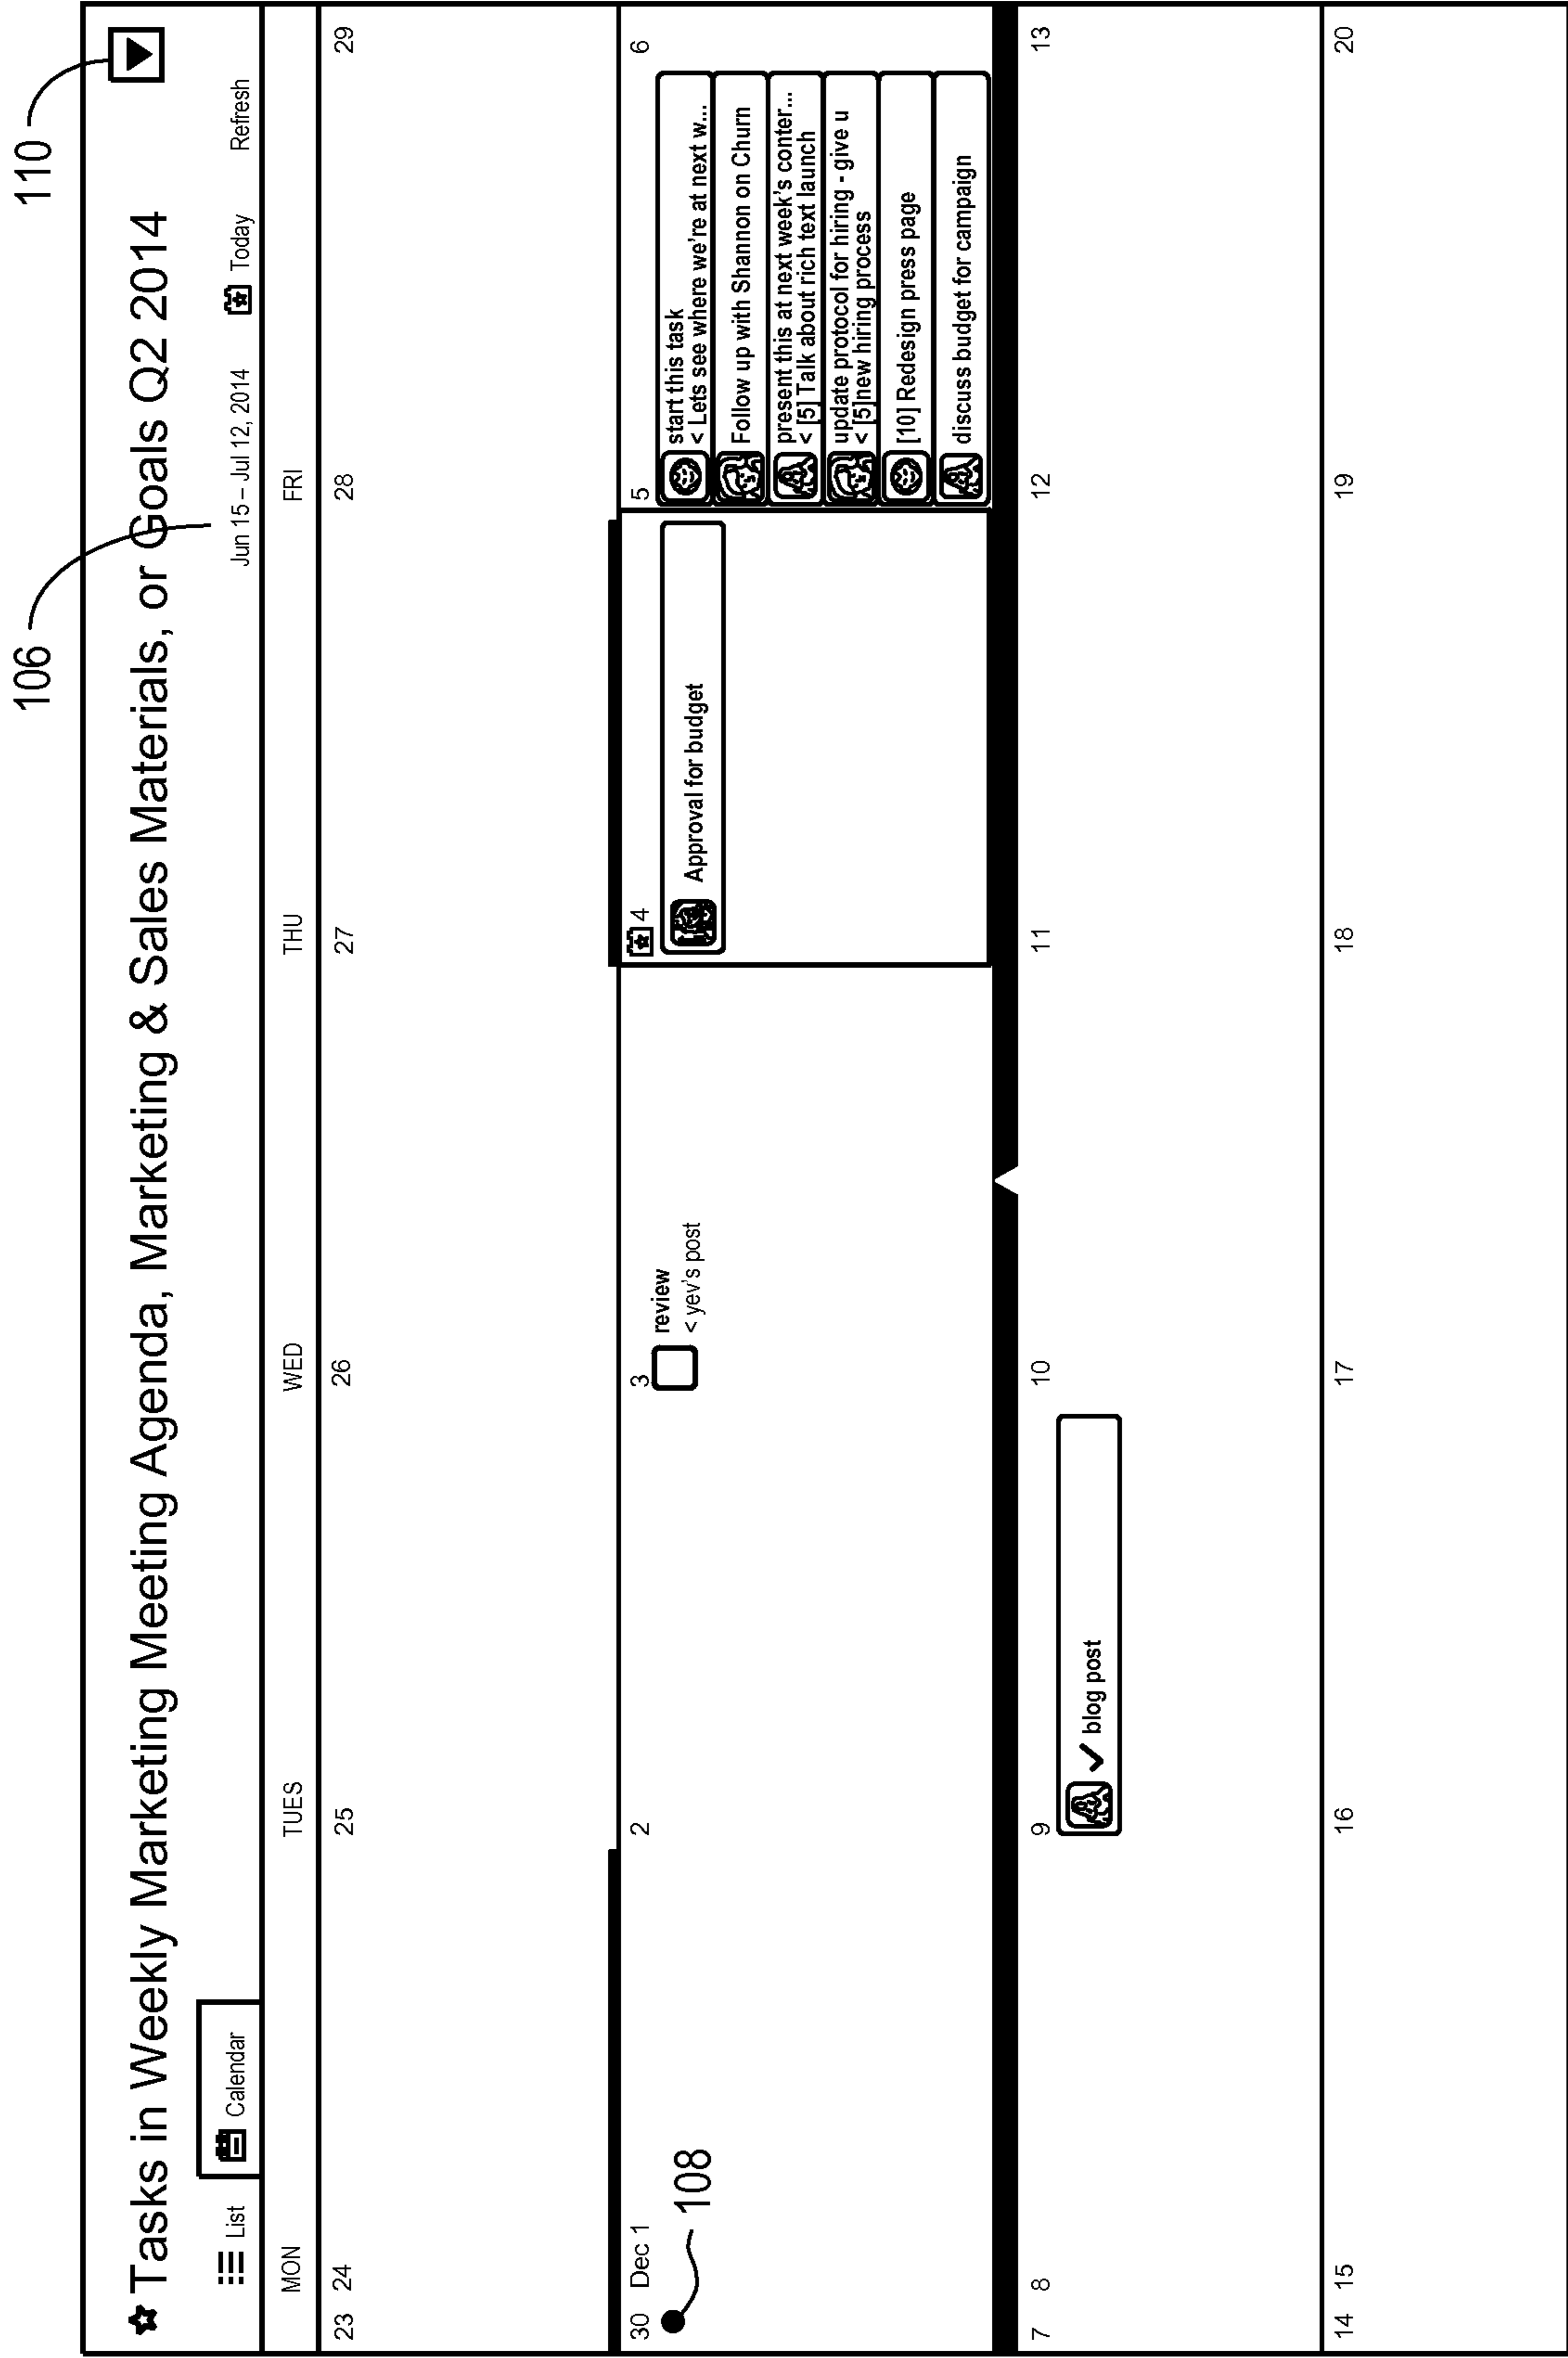 110
106
Tasks in Weekly Marketing Meeting Agenda, Marketing & Sales Materials, or Goals Q2 2014
List
Calendar
Jun 15 – Jul 12, 2014
Today
Refresh
MON TUES WED THU FRI
23 24 25 26 27 28 29
30 Dec 1 2 3 4 5 6
108
review
< yev's post
Approval for budget
start this task
< Lets see where we're at next w...
Follow up with Shannon on Churn
present this at next week's conter...
< [5] Talk about rich text launch
update protocol for hiring - give u
< [5]new hiring process
[10] Redesign press page
discuss budget for campaign
7 8 9 10 11 12 13
blog post
14 15 16 17 18 19 20